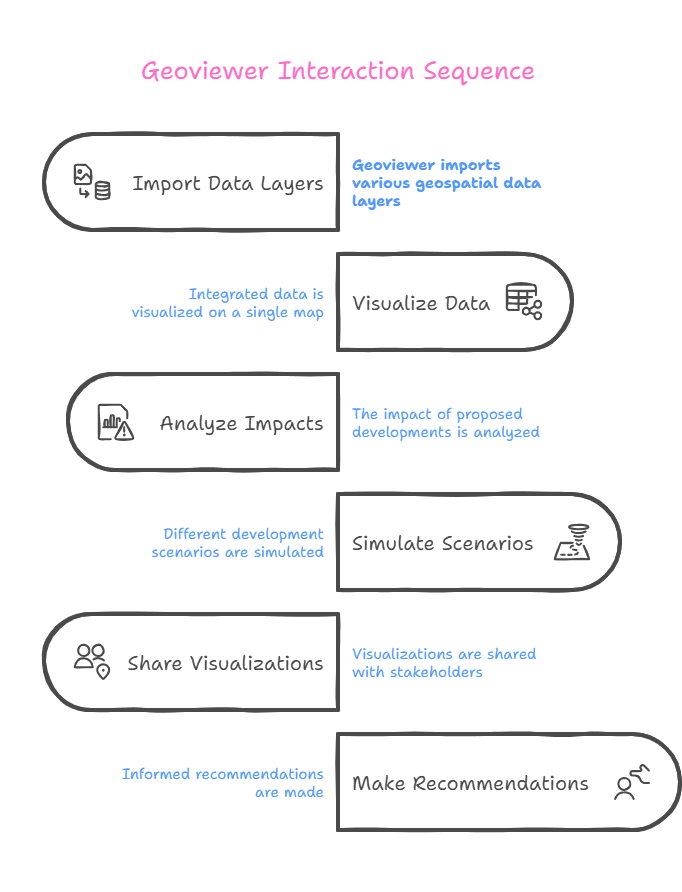 Geoviewer Interaction Sequence
Import Data Layers
Geoviewer imports
various geospatial data
layers
Integrated data is
visualized on a single map
Visualize Data
Analyze Impacts
The impact of proposed
developments is analyzed
Different development
scenarios are simulated
Simulate Scenarios
Share Visualizations
Visualizations are shared
with stakeholders
Informed recommendations
are made
Make Recommendations